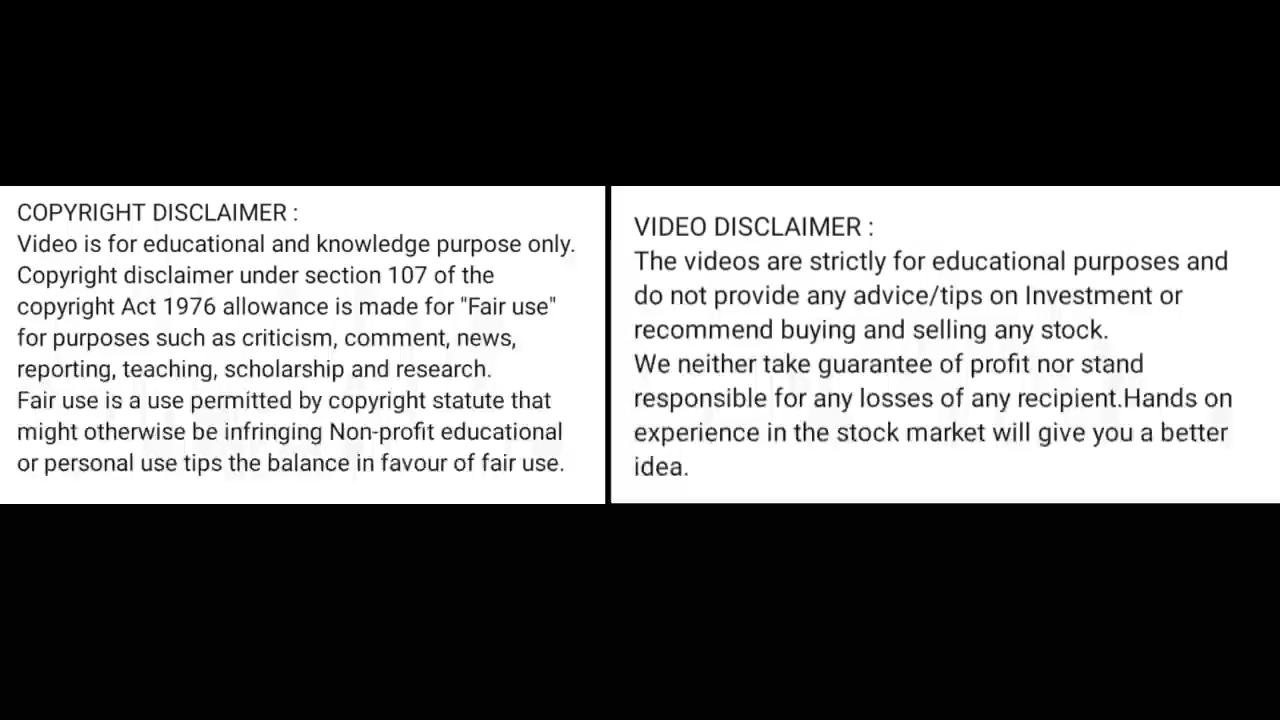 COPYRIGHT DISCLAIMER :
Video is for educational and knowledge purpose only.
Copyright disclaimer under section 107 of the
copyright Act 1976 allowance is made for "Fair use"
for purposes such as criticism, comment, news,
reporting, teaching, scholarship and research.
Fair use is a use permitted by copyright statute that
might otherwise be infringing Non-profit educational
or personal use tips the balance in favour of fair use.
VIDEO DISCLAIMER :
The videos are strictly for educational purposes and
do not provide any advice/tips on Investment or
recommend buying and selling any stock.
We neither take guarantee of profit nor stand
responsible for any losses of any recipient.Hands on
experience in the stock market will give you a better
idea.